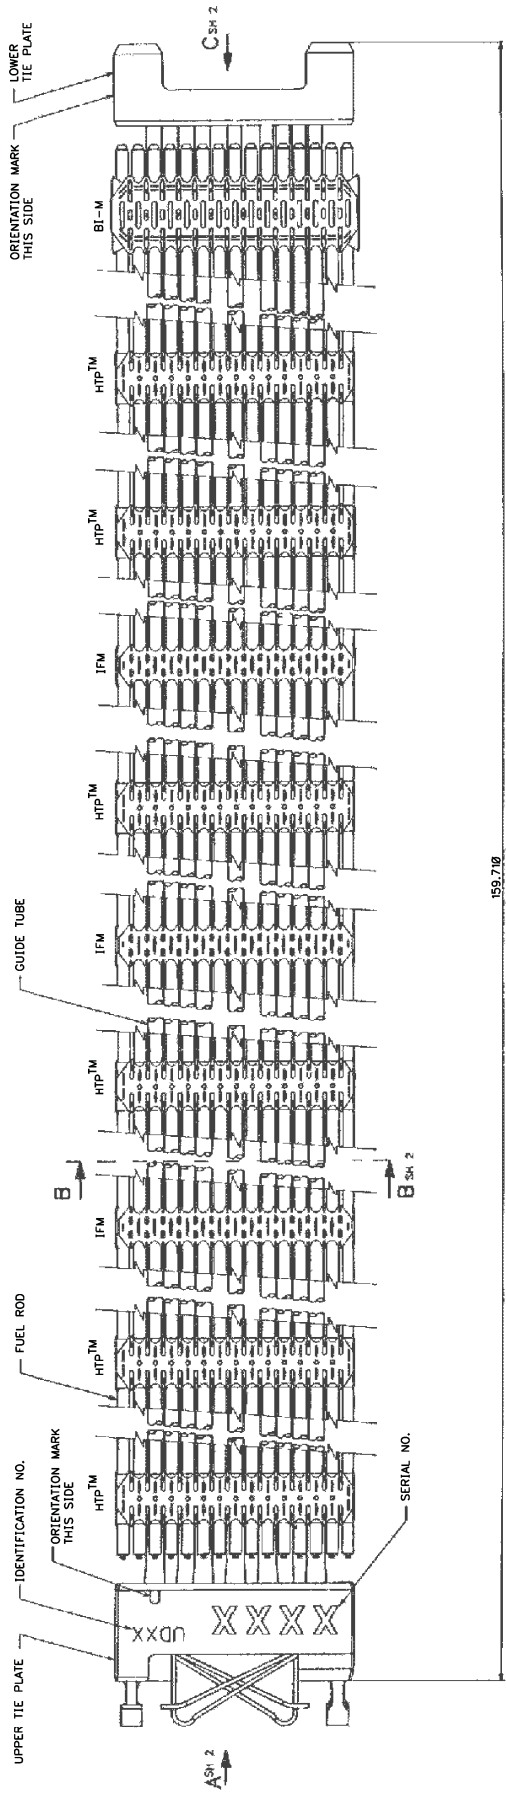 LOWER
TIE PLATE
ORIENTATION MARK
THIS SIDE
C SH 2
BI-M
HTP™
HTP™
IFM
HTP™
IFM
HTP™
IFM
HTP™
HTP™
GUIDE TUBE
159.710
B
B SH 2
FUEL ROD
IDENTIFICATION NO.
ORIENTATION MARK
THIS SIDE
SERIAL NO.
UPPER TIE PLATE
UDXX
XXXX
A SH 2